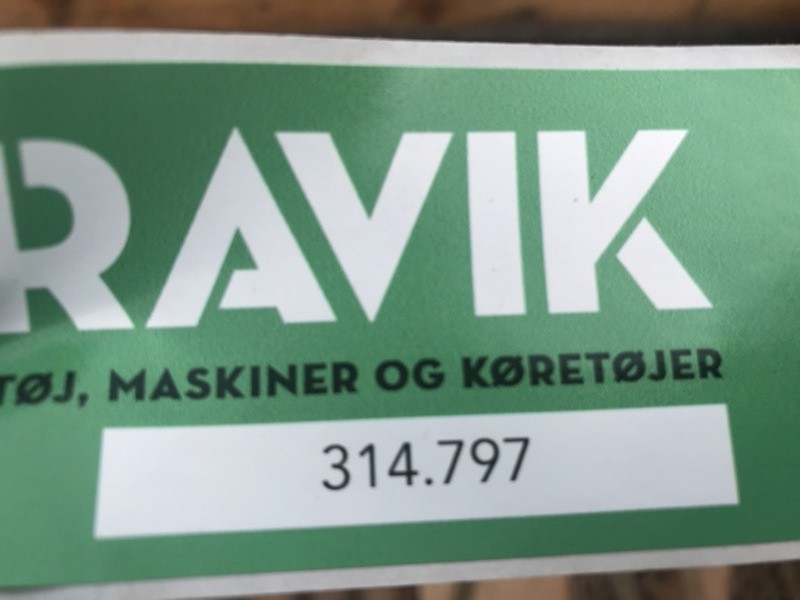 RAVIK
TØJ, MASKINER OG KØRETØJER
314.797